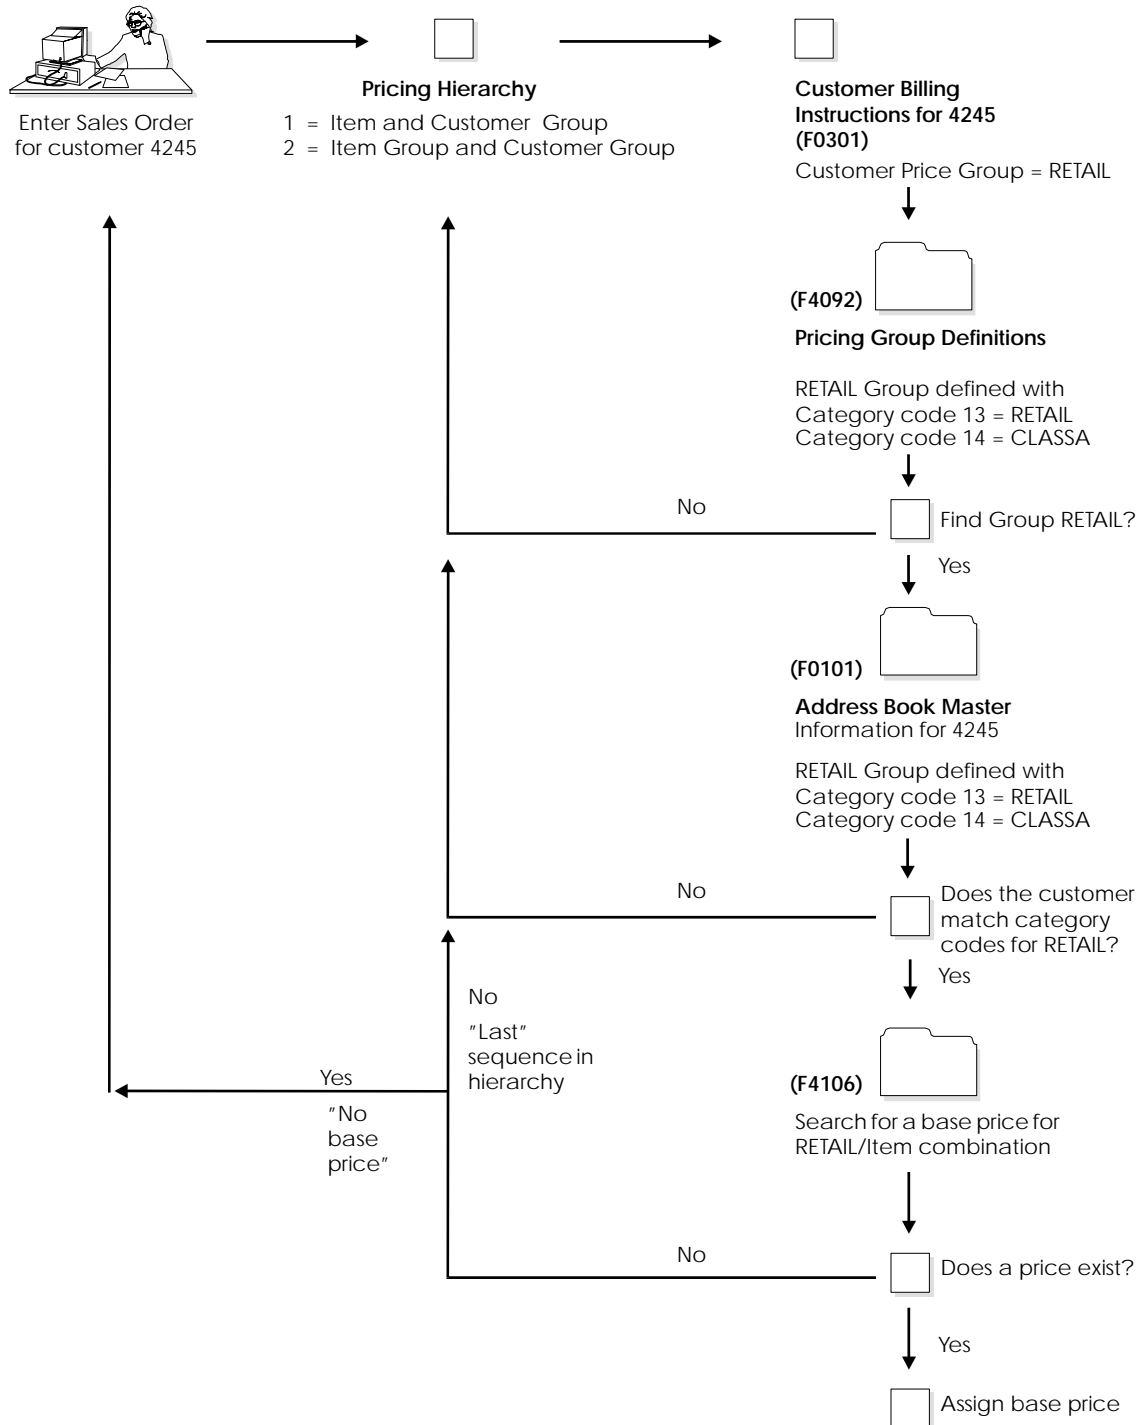 Enter Sales Order
for customer 4245
Pricing Hierarchy
1 = Item and Customer Group
2 = Item Group and Customer Group
Customer Billing
Instructions for 4245
(F0301)
Customer Price Group = RETAIL
(F4092)
Pricing Group Definitions
RETAIL Group defined with
Category code 13 = RETAIL
Category code 14 = CLASSA
No
Find Group RETAIL?
Yes
(F0101)
Address Book Master
Information for 4245
RETAIL Group defined with
Category code 13 = RETAIL
Category code 14 = CLASSA
No
Does the customer
match category
codes for RETAIL?
Yes
No
"Last"
sequence in
hierarchy
Yes
"No
base
price"
(F4106)
Search for a base price for
RETAIL/Item combination
No
Does a price exist?
Yes
Assign base price